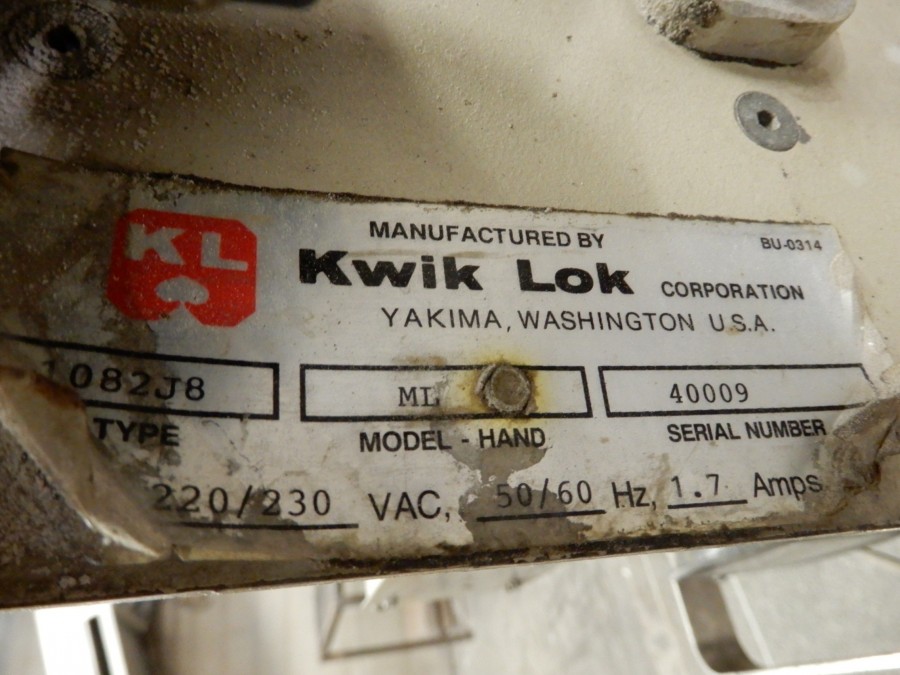 KL
MANUFACTURED BY
BU-0314
Kwik Lok CORPORATION
YAKIMA, WASHINGTON U.S.A.
1082J8
ML
40009
TYPE
MODEL - HAND
SERIAL NUMBER
220/230 VAC, 50/60 Hz, 1.7 Amps